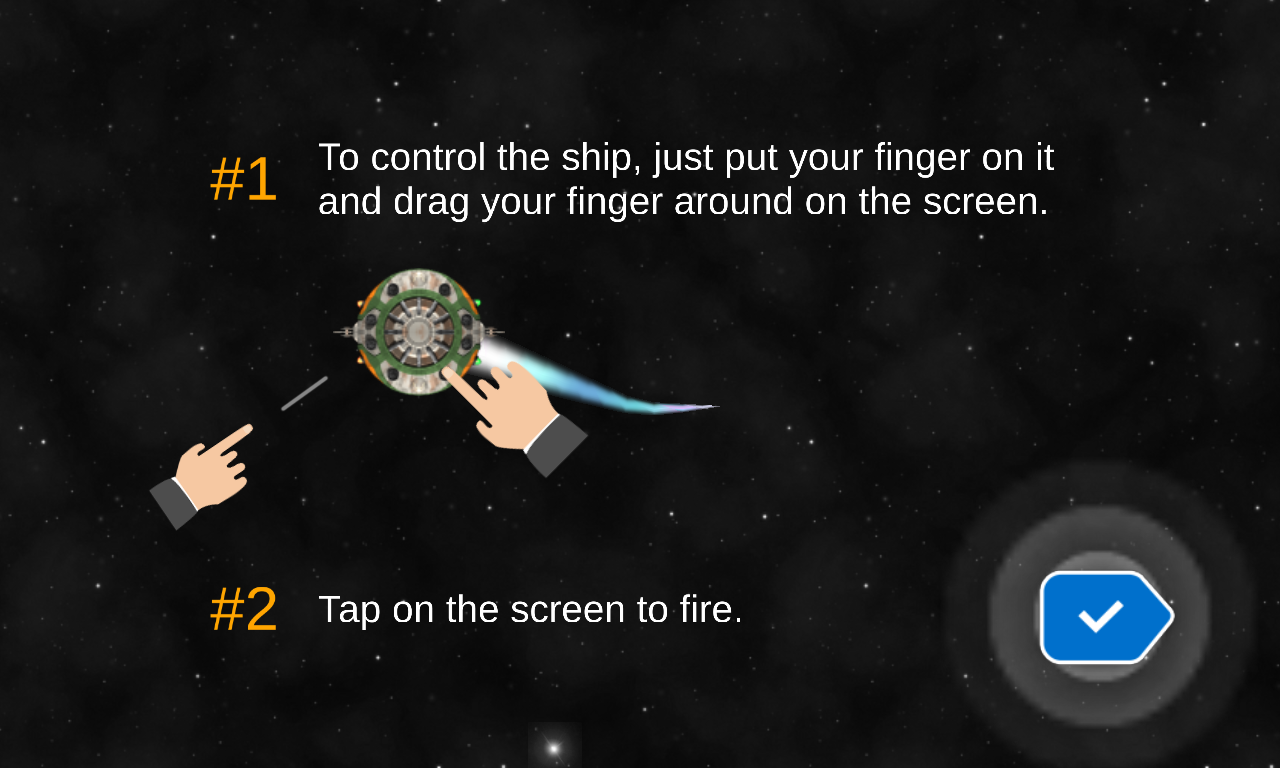 #1
To control the ship, just put your finger on it
and drag your finger around on the screen.
#2
Tap on the screen to fire.